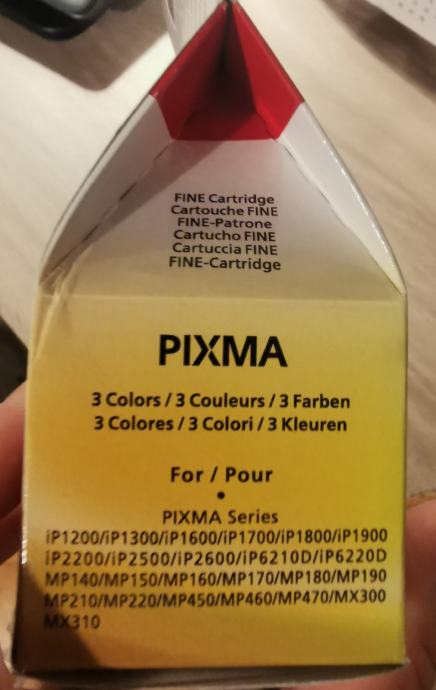 FINE Cartridge
Cartouche FINE
FINE-Patrone
Cartucho FINE
Cartuccia FINE
FINE-Cartridge
PIXMA
3 Colors / 3 Couleurs / 3 Farben
3 Colores / 3 Colori / 3 Kleuren
For / Pour
•
PIXMA Series
iP1200/iP1300/iP1600/iP1700/iP1800/iP1900
iP2200/iP2500/iP2600/iP6210D/iP6220D
MP140/MP150/MP160/MP170/MP180/MP190
MP210/MP220/MP450/MP460/MP470/MX300
MX310